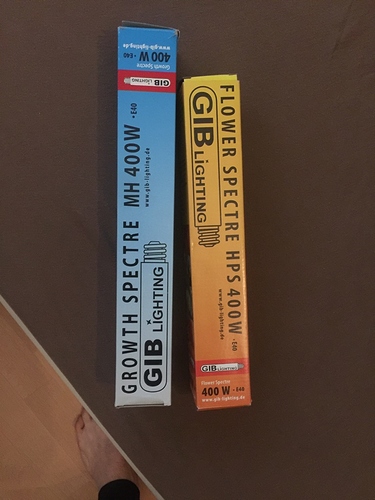 www.gib-lighting.de
400 W • E40
Growth Spectre
GIB LIGHTING
GROWTH SPECTRE MH 400W • E40
www.gib-lighting.de
GIB LIGHTING
FLOWER SPECTRE HPS 400W • E40
GIB LIGHTING
www.gib-lighting.de
GIB LIGHTING
Flower Spectre
400 W • E40
www.gib-lighting.de